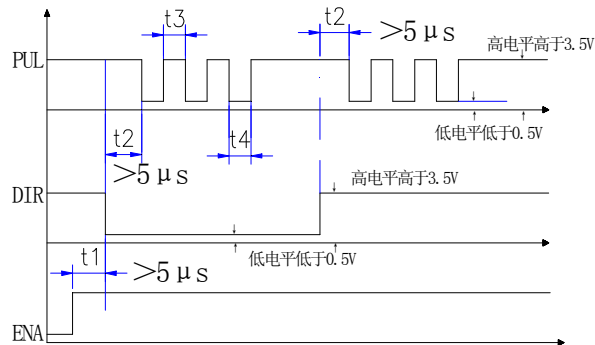 t3
t2
>5μs
高电平高于3.5V
PUL
低电平低于0.5V
t2
t4
>5μs
高电平高于3.5V
DIR
低电平低于0.5V
t1
>5μs
ENA